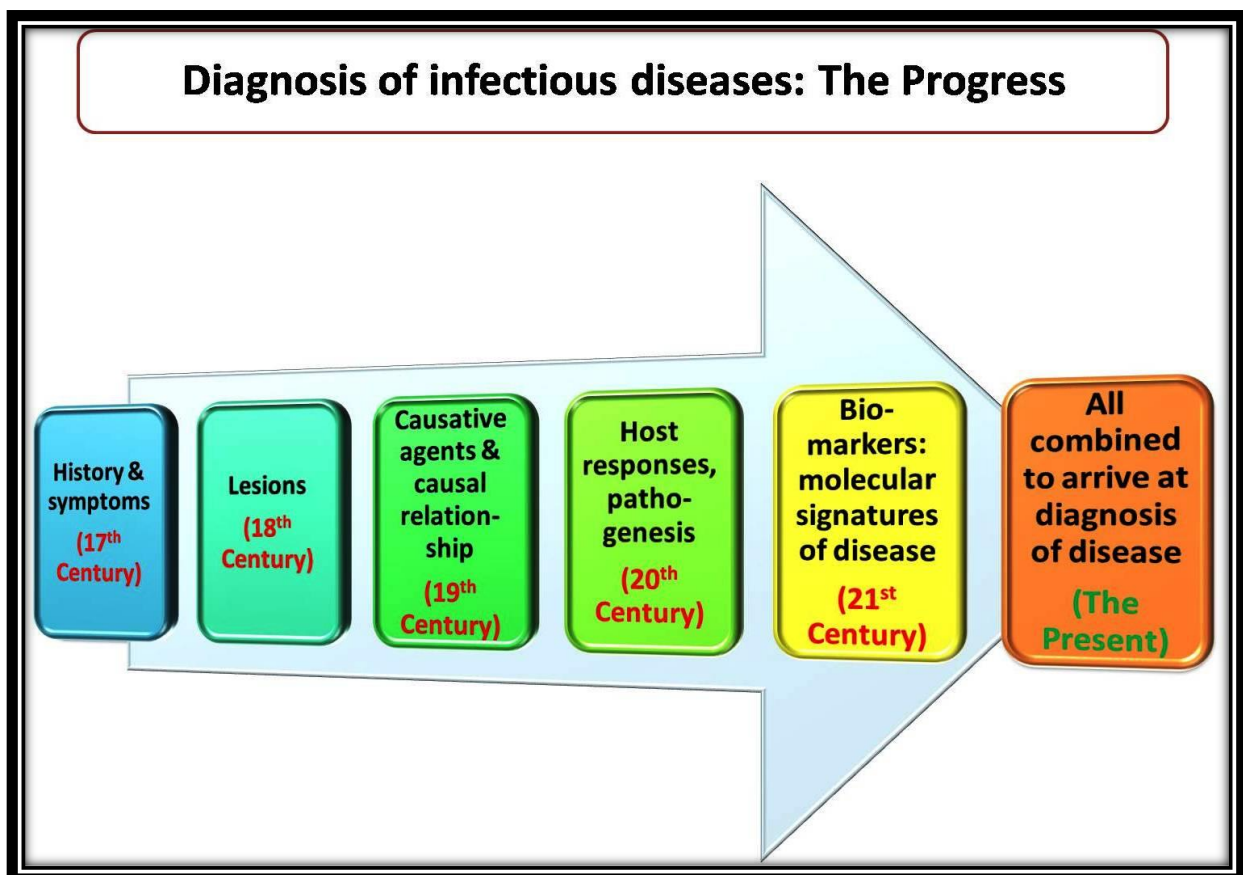 Diagnosis of infectious diseases: The Progress
History &
symptoms
(17th
Century)
Lesions
(18th
Century)
Causative
agents &
causal
relation-
ship
(19th
Century)
Host
responses,
patho-
genesis
(20th
Century)
Bio-
markers:
molecular
signatures
of disease
(21st
Century)
All
combined
to arrive at
diagnosis
of disease
(The
Present)